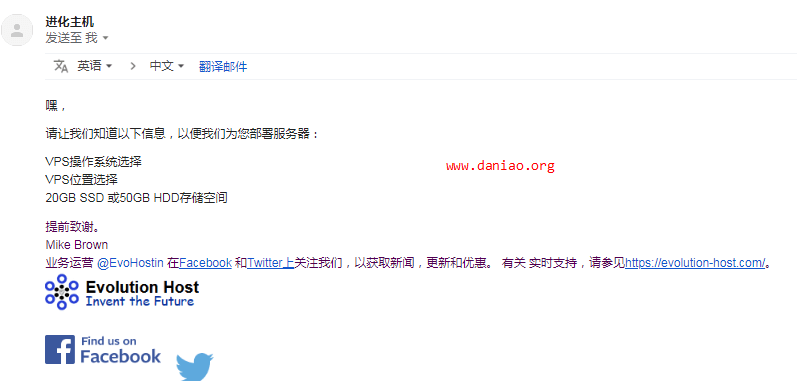 进化主机
发送至 我
英语 中文 翻译邮件
嘿，
请让我们知道以下信息，以便我们为您部署服务器：
VPS操作系统选择
www.daniao.org
VPS位置选择
20GB SSD 或50GB HDD存储空间
提前致谢。
Mike Brown
业务运营 @EvoHostin 在Facebook 和Twitter上关注我们，以获取新闻，更新和优惠。 有关 实时支持，请参见https://evolution-host.com/。
Evolution Host
Invent the Future
Find us on
Facebook